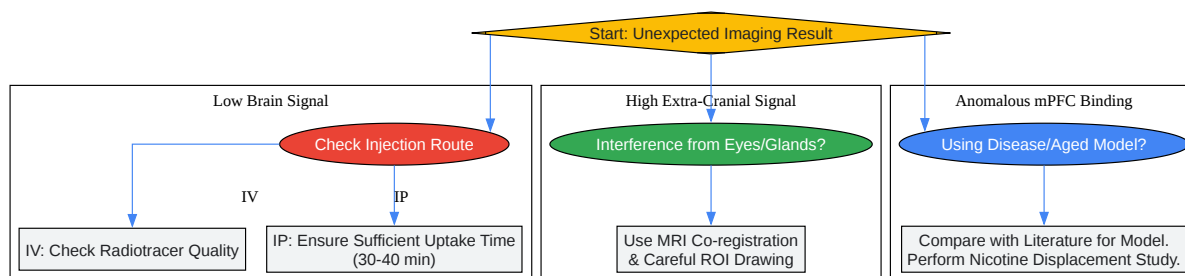 Start: Unexpected Imaging Result
Low Brain Signal
Check Injection Route
IV
IP
IV: Check Radiotracer Quality
IP: Ensure Sufficient Uptake Time
(30-40 min)
High Extra-Cranial Signal
Interference from Eyes/Glands?
Use MRI Co-registration
& Careful ROI Drawing
Anomalous mPFC Binding
Using Disease/Aged Model?
Compare with Literature for Model.
Perform Nicotine Displacement Study.